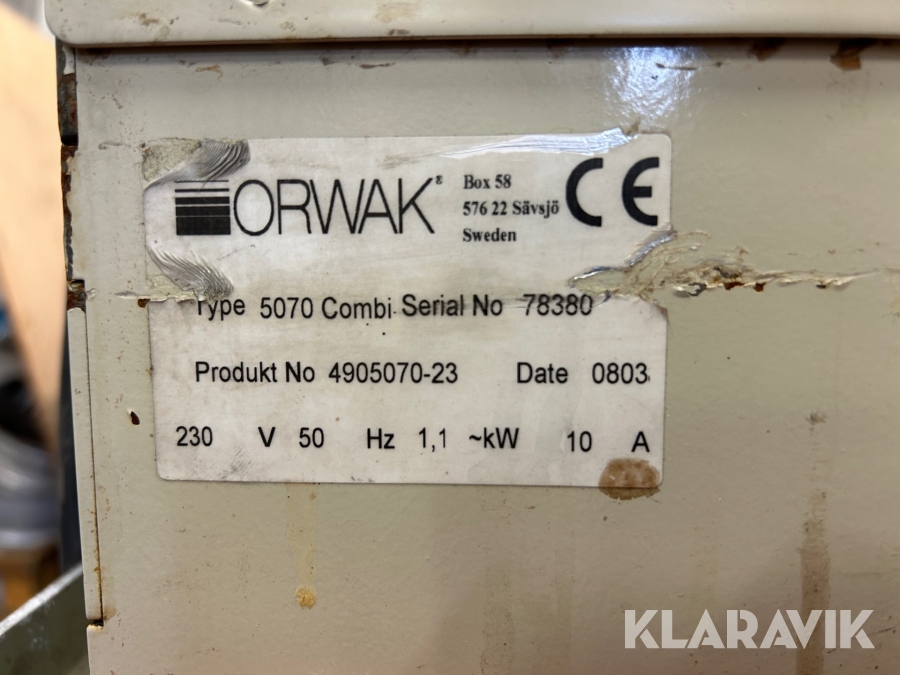 ORWAK®
Box 58
576 22 Sävsjö
Sweden
CE
Type 5070 Combi Serial No 78380
Produkt No 4905070-23 Date 0803
230 V 50 Hz 1,1 ~kW 10 A
KLARAVIK